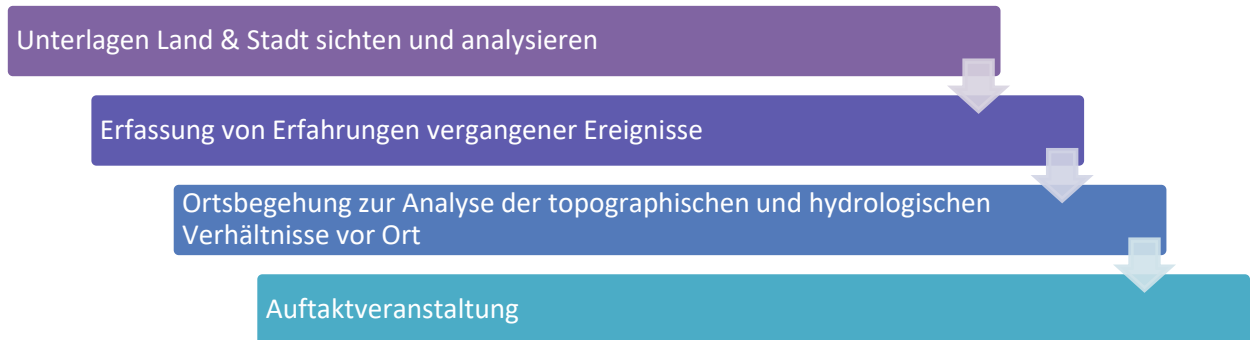 Unterlagen Land & Stadt sichten und analysieren
Erfassung von Erfahrungen vergangener Ereignisse
Ortsbegehung zur Analyse der topographischen und hydrologischen
Verhältnisse vor Ort
Auftaktveranstaltung